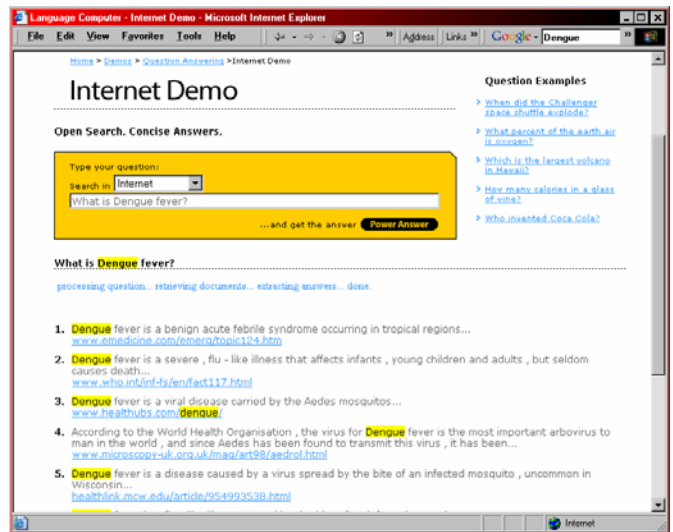 Language Computer - Internet Demo - Microsoft Internet Explorer
File Edit View Favorites Tools Help » Address Links » Google - Dengue »
Home > Demos > Question Answering >Internet Demo
Internet Demo
Open Search. Concise Answers.
Type your question:
Search in Internet
What is Dengue fever?
...and get the answer Power Answer
Question Examples
When did the Challenger
space shuttle explode?
What percent of the earth air
is oxygen?
Which is the largest volcano
in Hawaii?
How many calories in a glass
of wine?
Who invented Coca Cola?
What is Dengue fever?
processing question... retrieving documents... extracting answers... done.
1. Dengue fever is a benign acute febrile syndrome occurring in tropical regions...
www.emedicine.com/emerg/topic124.htm
2. Dengue fever is a severe , flu - like illness that affects infants , young children and adults , but seldom
causes death...
www.who.int/inf-fs/en/fact117.html
3. Dengue fever is a viral disease carried by the Aedes mosquitos...
www.healthubs.com/dengue/
4. According to the World Health Organisation , the virus for Dengue fever is the most important arbovirus to
man in the world , and since Aedes has been found to transmit this virus , it has been...
www.microscopy-uk.org.uk/mag/art98/aedrol.html
5. Dengue fever is a disease caused by a virus spread by the bite of an infected mosquito , uncommon in
Wisconsin...
healthlink.mcw.edu/article/954993538.html
Internet